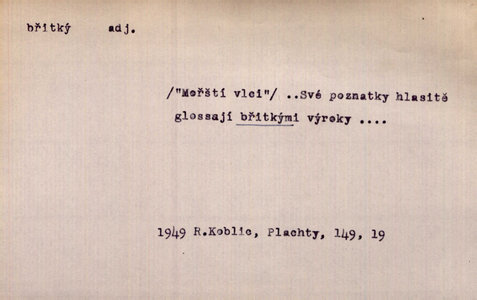 břitký adj.
/"Mořští vlci"/ ..Své poznatky hlasitě
glossají břitkými výroky ....
1949 R.Koblic, Plachty, 149, 19